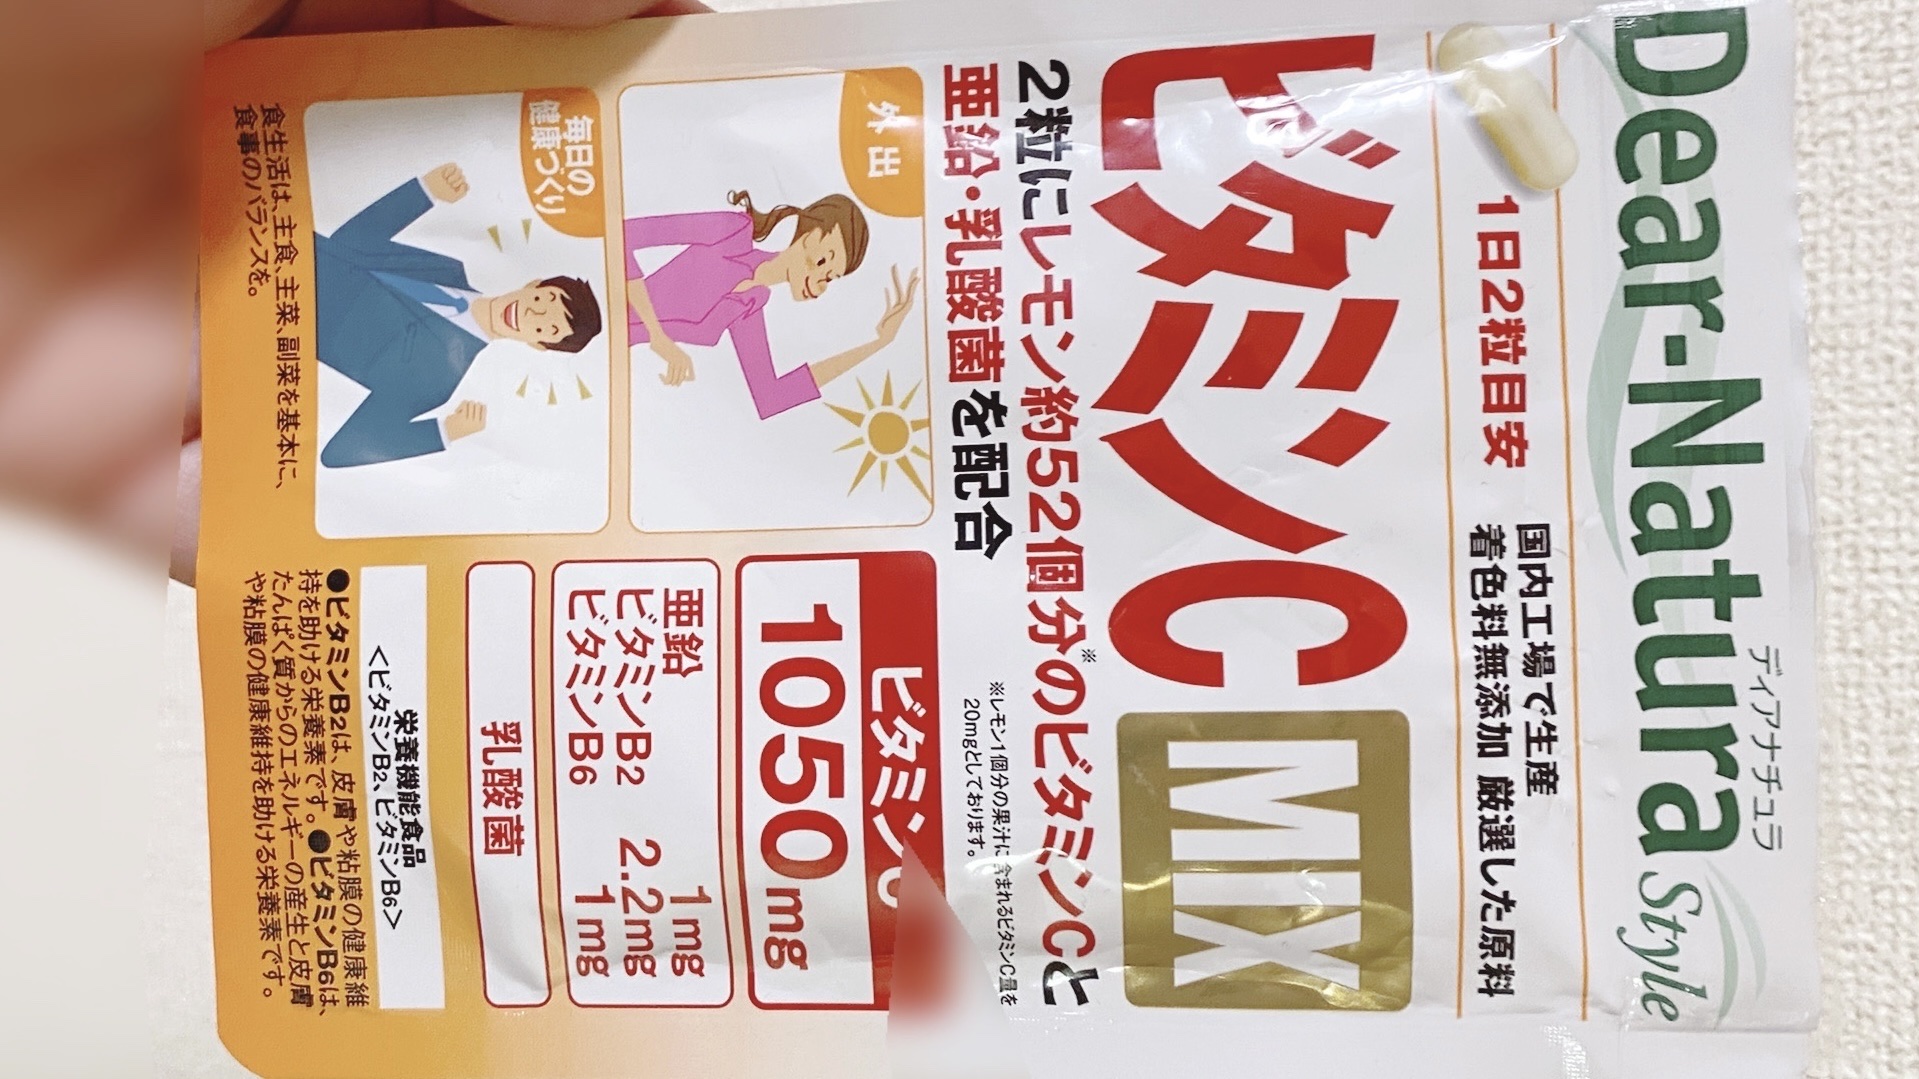 ディアナチュラ
Dear-Natura Style
1日2粒目安
国内工場で生産
着色料無添加 厳選した原料
ビタミンC MIX
2粒にレモン約52個分※のビタミンCと
亜鉛・乳酸菌を配合
※レモン1個分の果汁に含まれるビタミンC量を
20mgとしております。
外出
毎日の
健康づくり
ビタミンC
1050mg
亜鉛 1mg
ビタミンB2 2.2mg
ビタミンB6 1mg
乳酸菌
栄養機能食品
<ビタミンB2、ビタミンB6>
●ビタミンB2は、皮膚や粘膜の健康維
持を助ける栄養素です。●ビタミンB6は、
たんぱく質からのエネルギーの産生と皮膚
や粘膜の健康維持を助ける栄養素です。
食生活は、主食、主菜、副菜を基本に、
食事のバランスを。